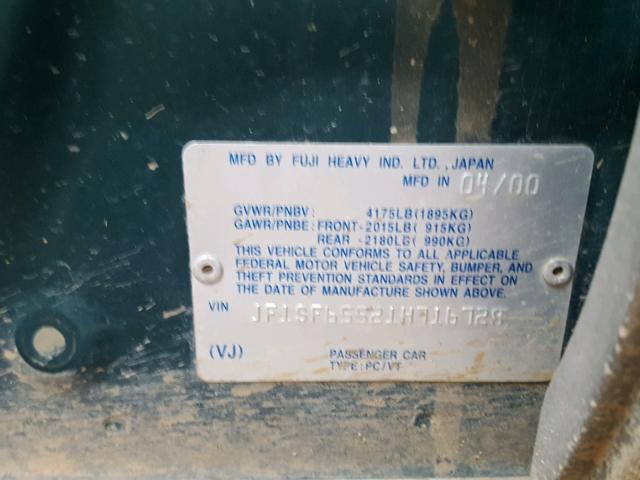 MFD BY FUJI HEAVY IND. LTD.,JAPAN
MFD IN 04/00
GVWR/PNBV: 4175LB(1895KG)
GAWR/PNBE: FRONT-2015LB( 915KG)
REAR -2180LB( 990KG)
THIS VEHICLE CONFORMS TO ALL APPLICABLE
FEDERAL MOTOR VEHICLE SAFETY, BUMPER, AND
THEFT PREVENTION STANDARDS IN EFFECT ON
THE DATE OF MANUFACTURE SHOWN ABOVE.
VIN JF1SF65521H716728
(VJ) PASSENGER CAR
TYPE:PC/VT